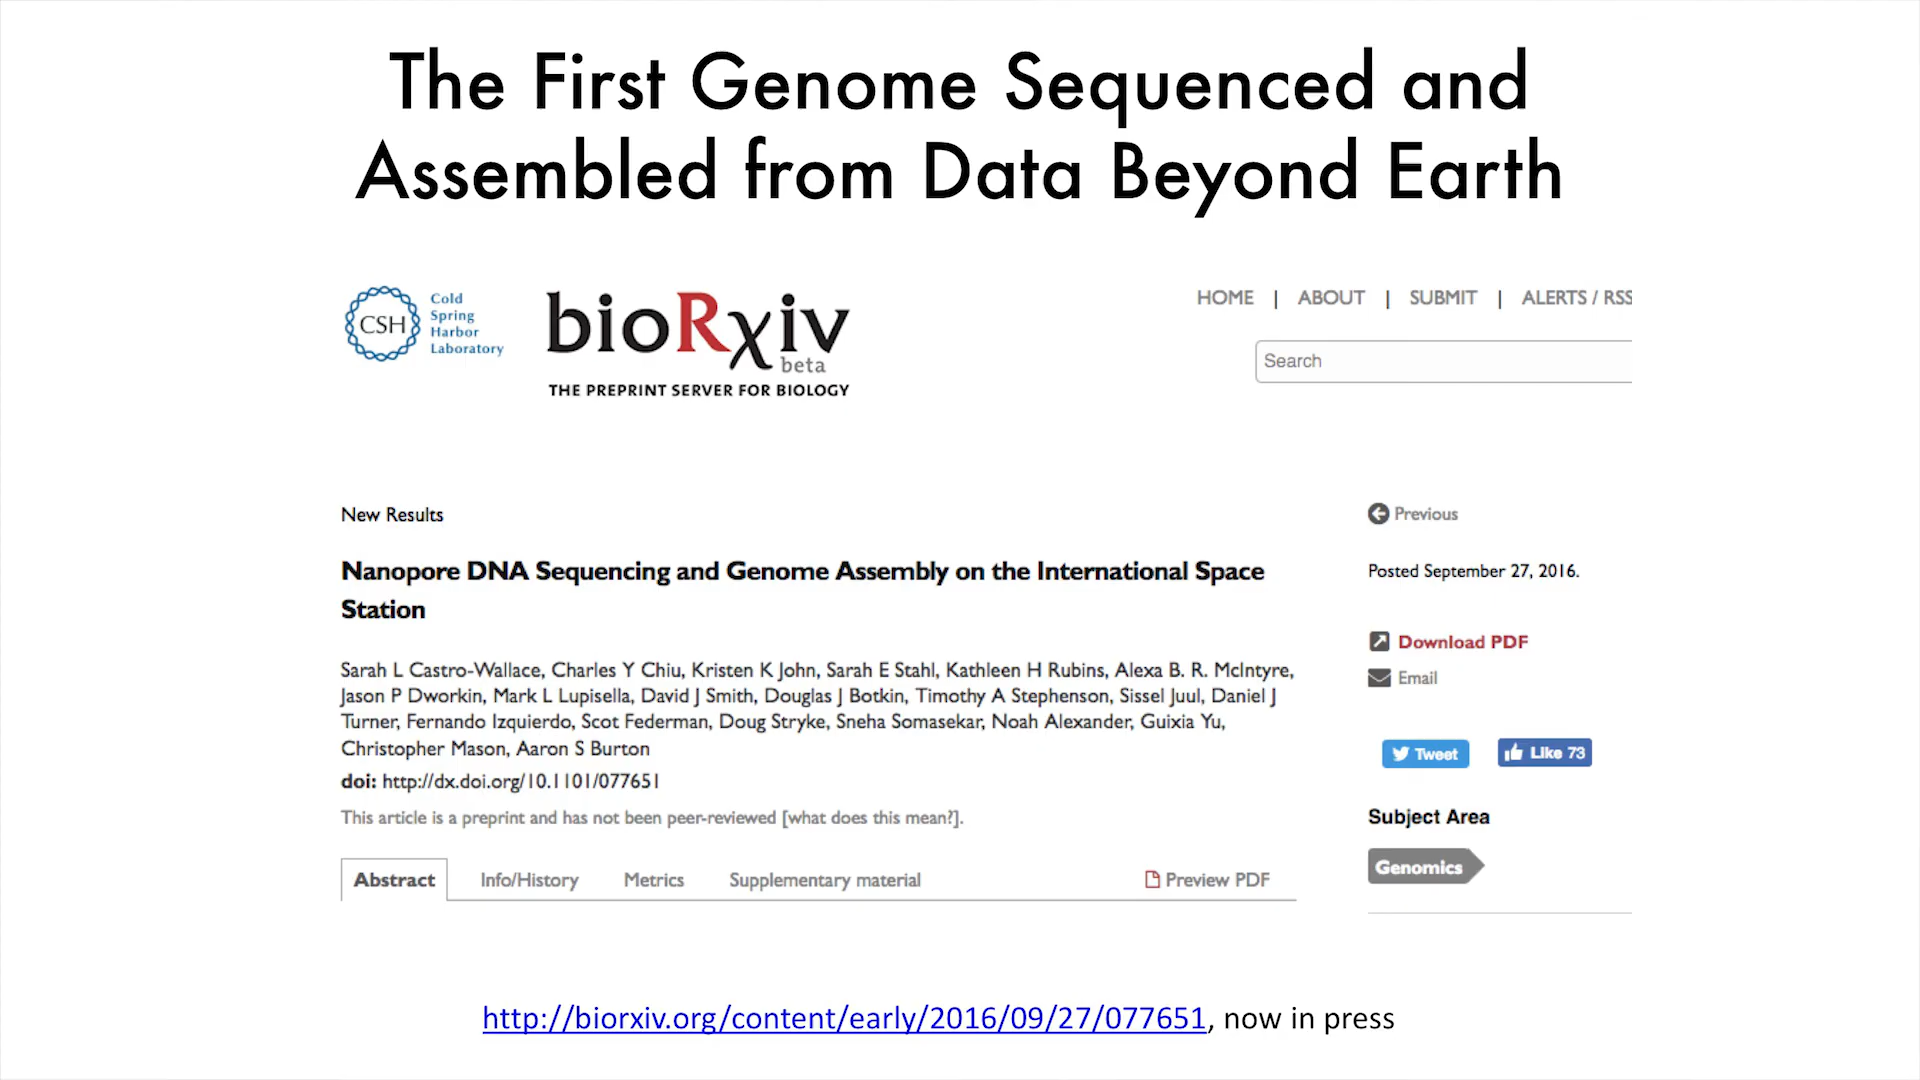 The First Genome Sequenced and
Assembled from Data Beyond Earth
CSH
Cold
Spring
Harbor
Laboratory
bioRχiv
beta
THE PREPRINT SERVER FOR BIOLOGY
HOME | ABOUT | SUBMIT | ALERTS / RSS
Search
New Results
Nanopore DNA Sequencing and Genome Assembly on the International Space
Station
Sarah L Castro-Wallace, Charles Y Chiu, Kristen K John, Sarah E Stahl, Kathleen H Rubins, Alexa B. R. McIntyre,
Jason P Dworkin, Mark L Lupisella, David J Smith, Douglas J Botkin, Timothy A Stephenson, Sissel Juul, Daniel J
Turner, Fernando Izquierdo, Scot Federman, Doug Stryke, Sneha Somasekar, Noah Alexander, Guixia Yu,
Christopher Mason, Aaron S Burton
doi: http://dx.doi.org/10.1101/077651
This article is a preprint and has not been peer-reviewed [what does this mean?].
Abstract Info/History Metrics Supplementary material Preview PDF
Previous
Posted September 27, 2016.
Download PDF
Email
Tweet Like 73
Subject Area
Genomics
http://biorxiv.org/content/early/2016/09/27/077651, now in press